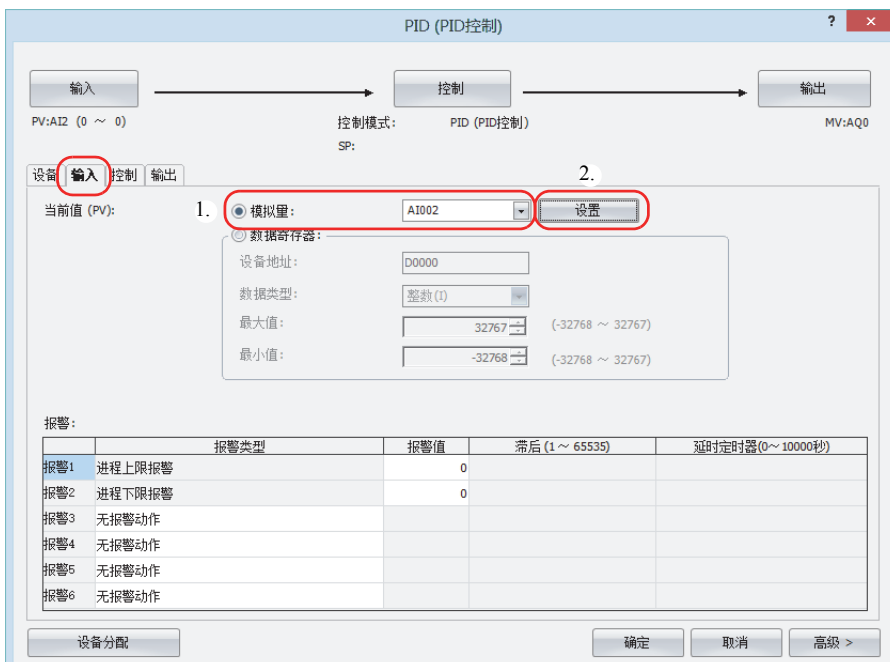 PID (PID控制)
? ×
输入 控制 输出
PV:AI2 (0 ～ 0) 控制模式: PID (PID控制) MV:AQ0
SP:
设备 输入 控制 输出
2.
当前值 (PV): 1. 模拟量: AI002 设置
数据寄存器:
设备地址: D0000
数据类型: 整数(I)
最大值: 32767 (-32768 ～ 32767)
最小值: -32768 (-32768 ～ 32767)
报警:
报警类型 报警值 滞后 (1～ 65535) 延时定时器(0～10000秒)
报警1 进程上限报警 0
报警2 进程下限报警 0
报警3 无报警动作
报警4 无报警动作
报警5 无报警动作
报警6 无报警动作
设备分配 确定 取消 高级 >